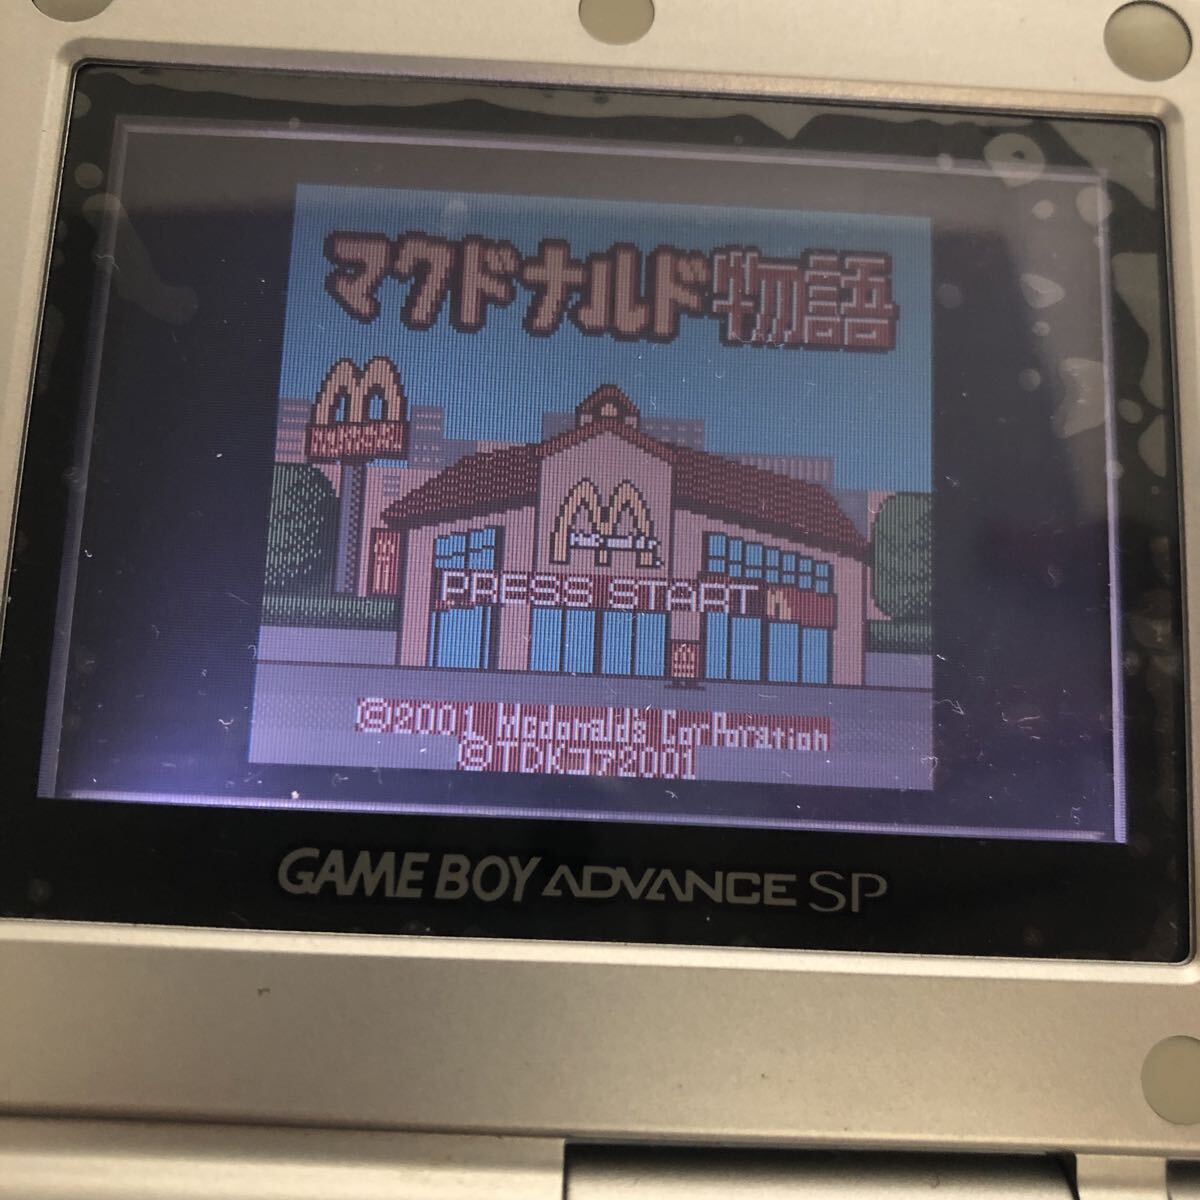 マクドナルド物語
McDonald's
PRESS START
©2001 Mcdonald's CorPoration
©TDKコア2001
GAME BOY ADVANCE SP